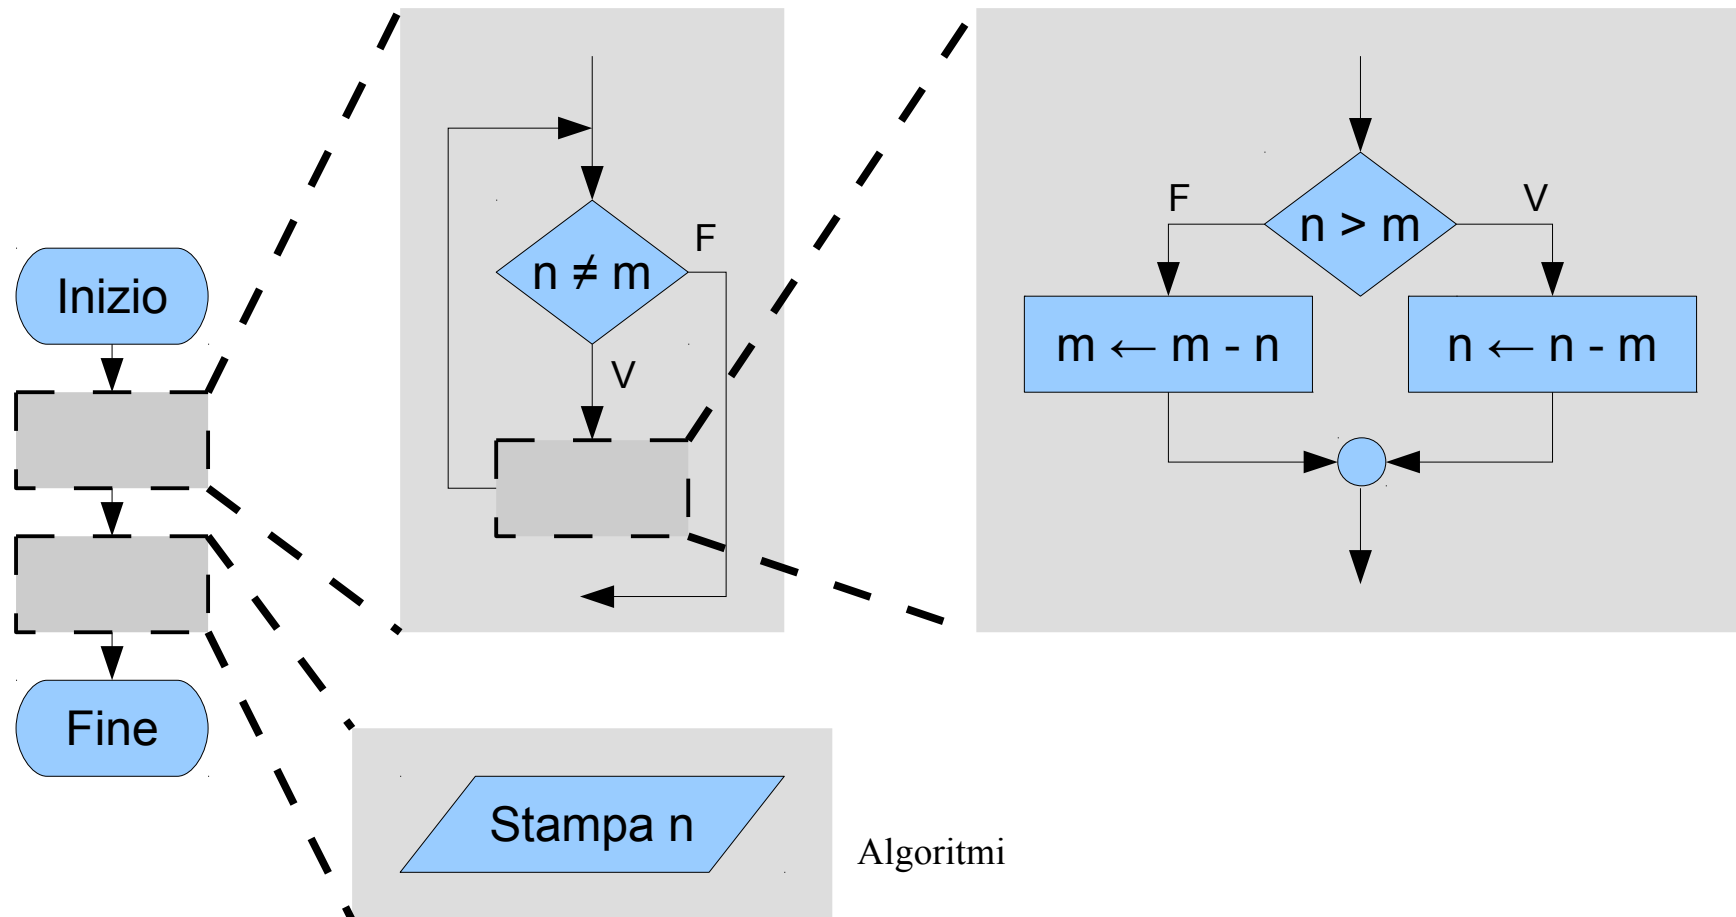 Inizio
Fine
n ≠ m
F
V
n > m
F
V
m ← m - n
n ← n - m
Stampa n
Algoritmi